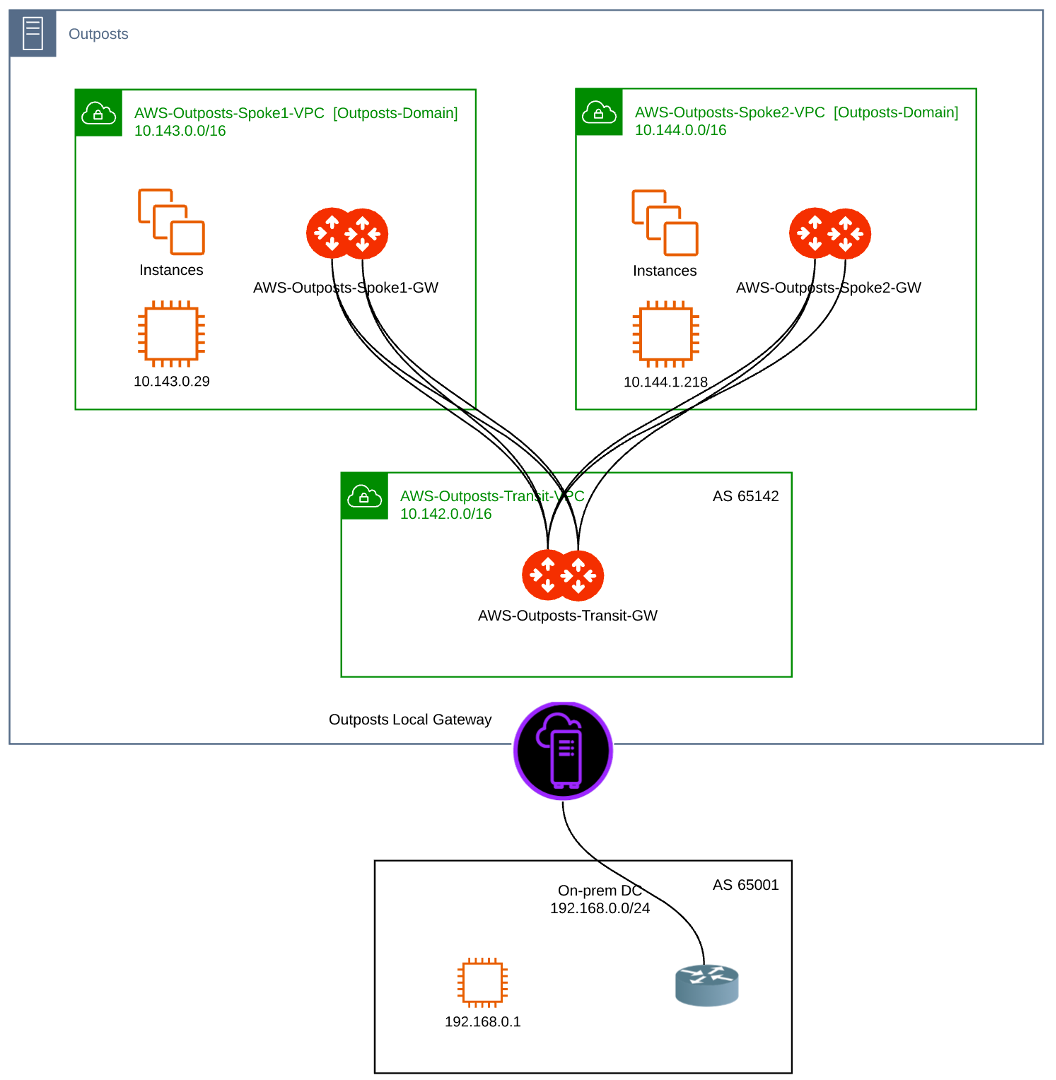 Outposts
AWS-Outposts-Spoke1-VPC  [Outposts-Domain]
10.143.0.0/16
Instances
AWS-Outposts-Spoke1-GW
10.143.0.29
AWS-Outposts-Spoke2-VPC  [Outposts-Domain]
10.144.0.0/16
Instances
AWS-Outposts-Spoke2-GW
10.144.1.218
AWS-Outposts-Transit-VPC
10.142.0.0/16
AS 65142
AWS-Outposts-Transit-GW
Outposts Local Gateway
On-prem DC
192.168.0.0/24
AS 65001
192.168.0.1